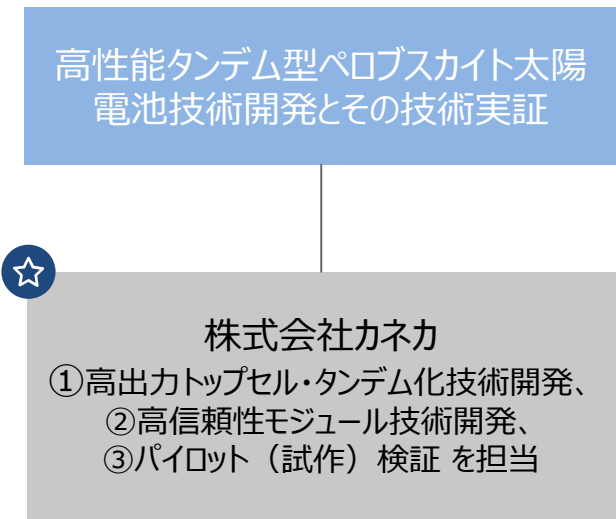 高性能タンデム型ペロブスカイト太陽
電池技術開発とその技術実証
株式会社カネカ
①高出力トップセル・タンデム化技術開発、
②高信頼性モジュール技術開発、
③パイロット（試作）検証 を担当